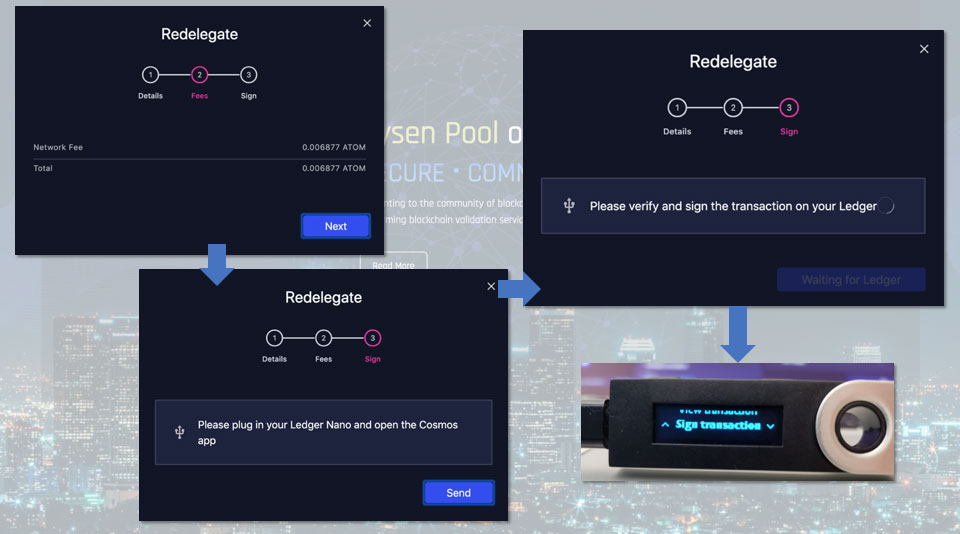 Redelegate
1 2 3
Details Fees Sign
Network Fee 0.006877 ATOM
Total 0.006877 ATOM
Next
ysen Pool o
CURE · COMM
nting to the community of blockc
ming blockchain validation servic
Read More
Redelegate
1 2 3
Details Fees Sign
Please plug in your Ledger Nano and open the Cosmos
app
Send
Redelegate
1 2 3
Details Fees Sign
Please verify and sign the transaction on your Ledger
Waiting for Ledger
View transaction
Sign transaction